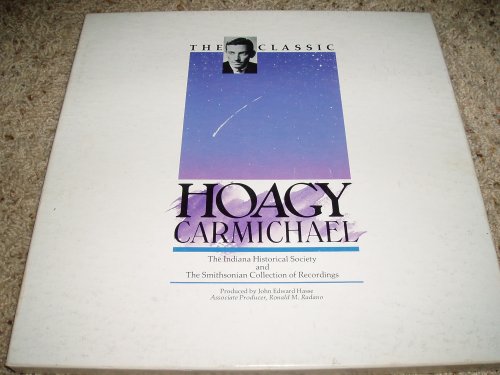 THE CLASSIC
HOAGY
CARMICHAEL
The Indiana Historical Society
and
The Smithsonian Collection of Recordings
Produced by John Edward Hasse
Associate Producer, Ronald M. Radano